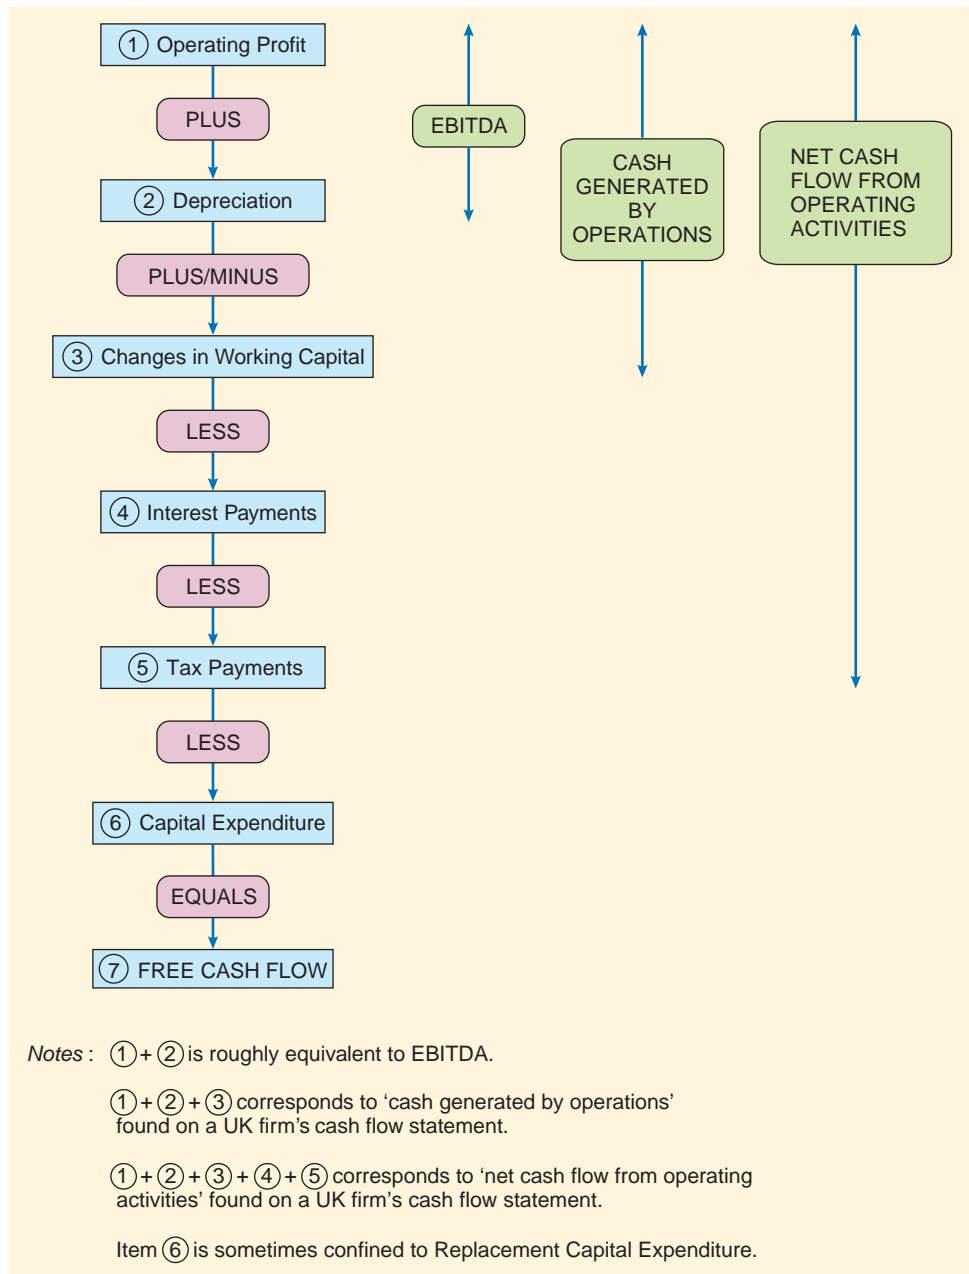 ① Operating Profit
PLUS
② Depreciation
PLUS/MINUS
③ Changes in Working Capital
LESS
④ Interest Payments
LESS
⑤ Tax Payments
LESS
⑥ Capital Expenditure
EQUALS
⑦ FREE CASH FLOW
EBITDA
CASH
GENERATED
BY
OPERATIONS
NET CASH
FLOW FROM
OPERATING
ACTIVITIES
Notes : ① + ② is roughly equivalent to EBITDA.
① + ② + ③ corresponds to ‘cash generated by operations’
found on a UK firm’s cash flow statement.
① + ② + ③ + ④ + ⑤ corresponds to ‘net cash flow from operating
activities’ found on a UK firm’s cash flow statement.
Item ⑥ is sometimes confined to Replacement Capital Expenditure.